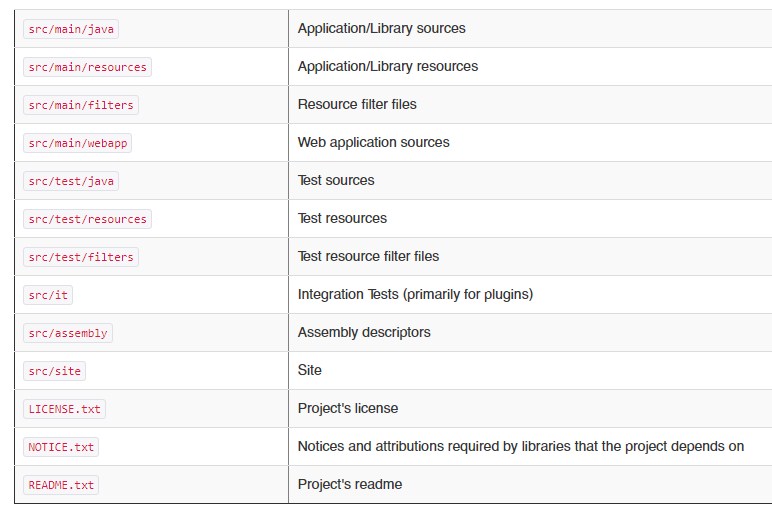 src/main/java Application/Library sources
src/main/resources Application/Library resources
src/main/filters Resource filter files
src/main/webapp Web application sources
src/test/java Test sources
src/test/resources Test resources
src/test/filters Test resource filter files
src/it Integration Tests (primarily for plugins)
src/assembly Assembly descriptors
src/site Site
LICENSE.txt Project's license
NOTICE.txt Notices and attributions required by libraries that the project depends on
README.txt Project's readme